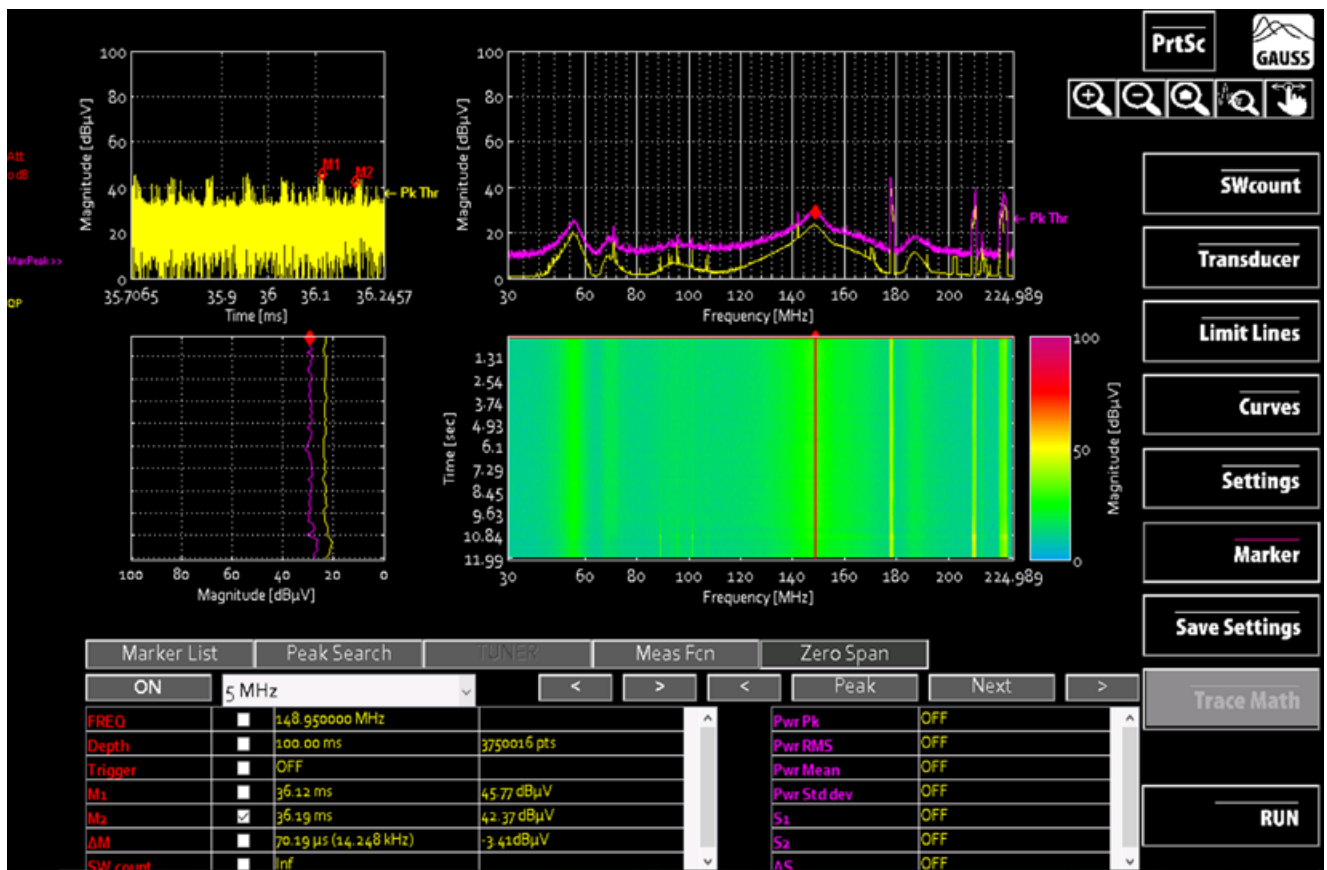 PrtSc
GAUSS
Att
0 dB
MaxPeak >>
QP
100
80
60
40
20
0
Magnitude [dBµV]
M1
M2
← Pk Thr
35.7065 35.9 36 36.1 36.2457
Time [ms]
100
80
60
40
20
0
Magnitude [dBµV]
← Pk Thr
30 60 80 100 120 140 160 180 200 224.989
Frequency [MHz]
100 80 60 40 20 0
Magnitude [dBµV]
1.31
2.54
3.74
4.93
6.1
7.29
8.45
9.63
10.84
11.99
Time [sec]
30 60 80 100 120 140 160 180 200 224.989
Frequency [MHz]
100
50
0
Magnitude [dBµV]
SWcount
Transducer
Limit Lines
Curves
Settings
Marker
Save Settings
Trace Math
RUN
Marker List Peak Search TUNER Meas Fcn Zero Span
ON 5 MHz < > < Peak Next >
FREQ 148.950000 MHz
Depth 100.00 ms 3750016 pts
Trigger OFF
M1 36.12 ms 45.77 dBµV
M2 36.19 ms 42.37 dBµV
ΔM 70.19 µs (14.248 kHz) -3.41dBµV
SW count Inf
Pwr Pk OFF
Pwr RMS OFF
Pwr Mean OFF
Pwr Std dev OFF
S1 OFF
S2 OFF
ΔS OFF